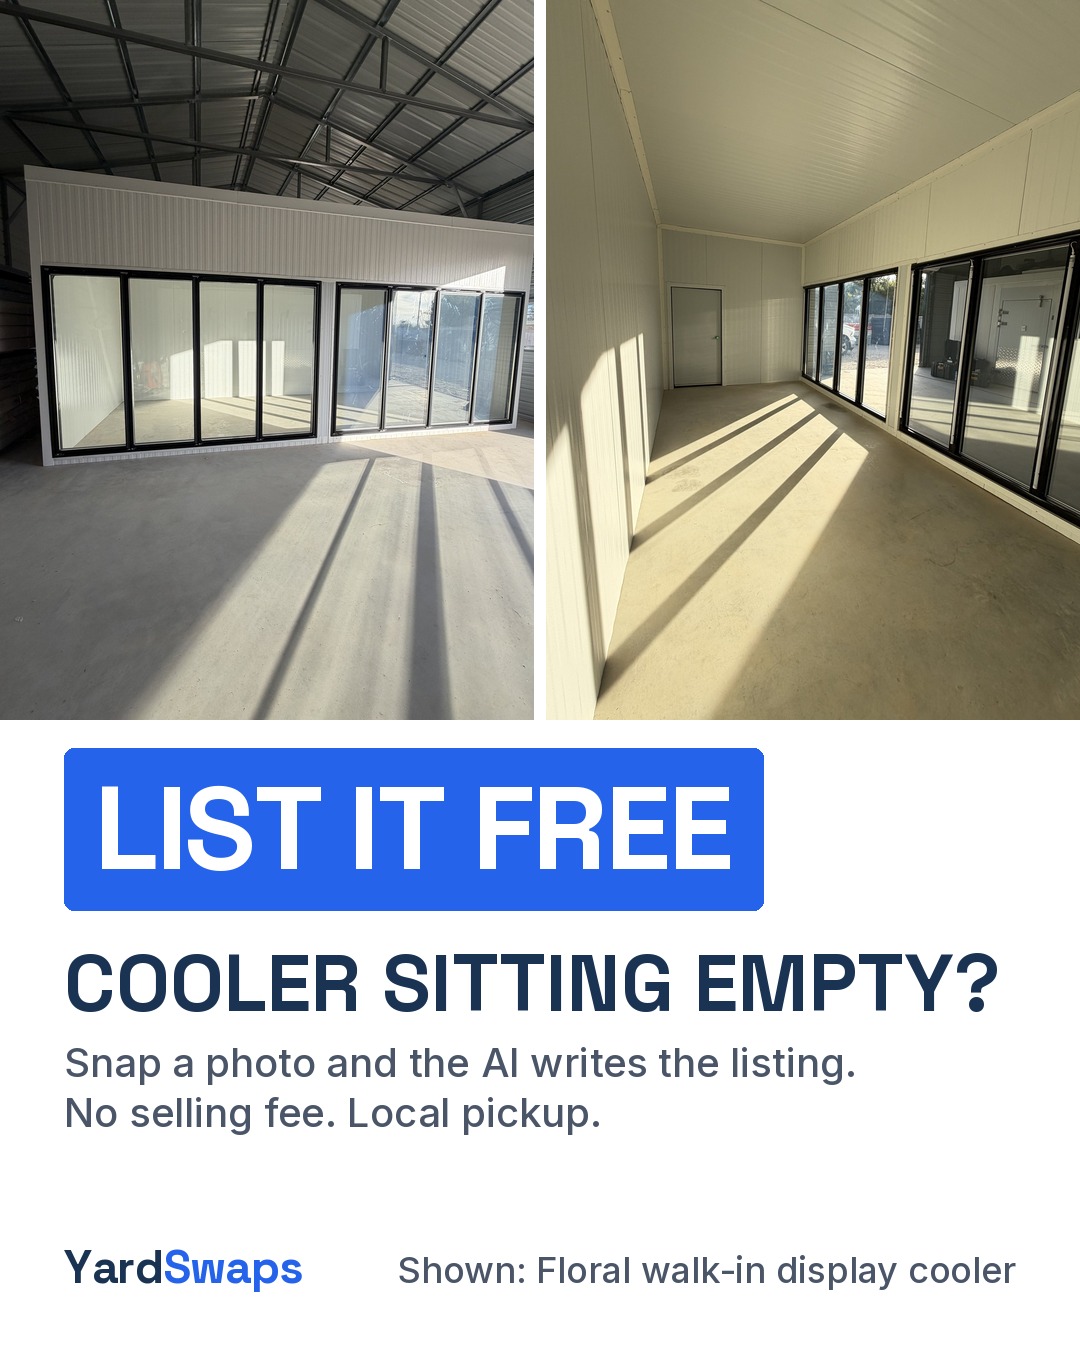 LIST IT FREE
COOLER SITTING EMPTY?
Snap a photo and the AI writes the listing.
No selling fee. Local pickup.
YardSwaps
Shown: Floral walk-in display cooler